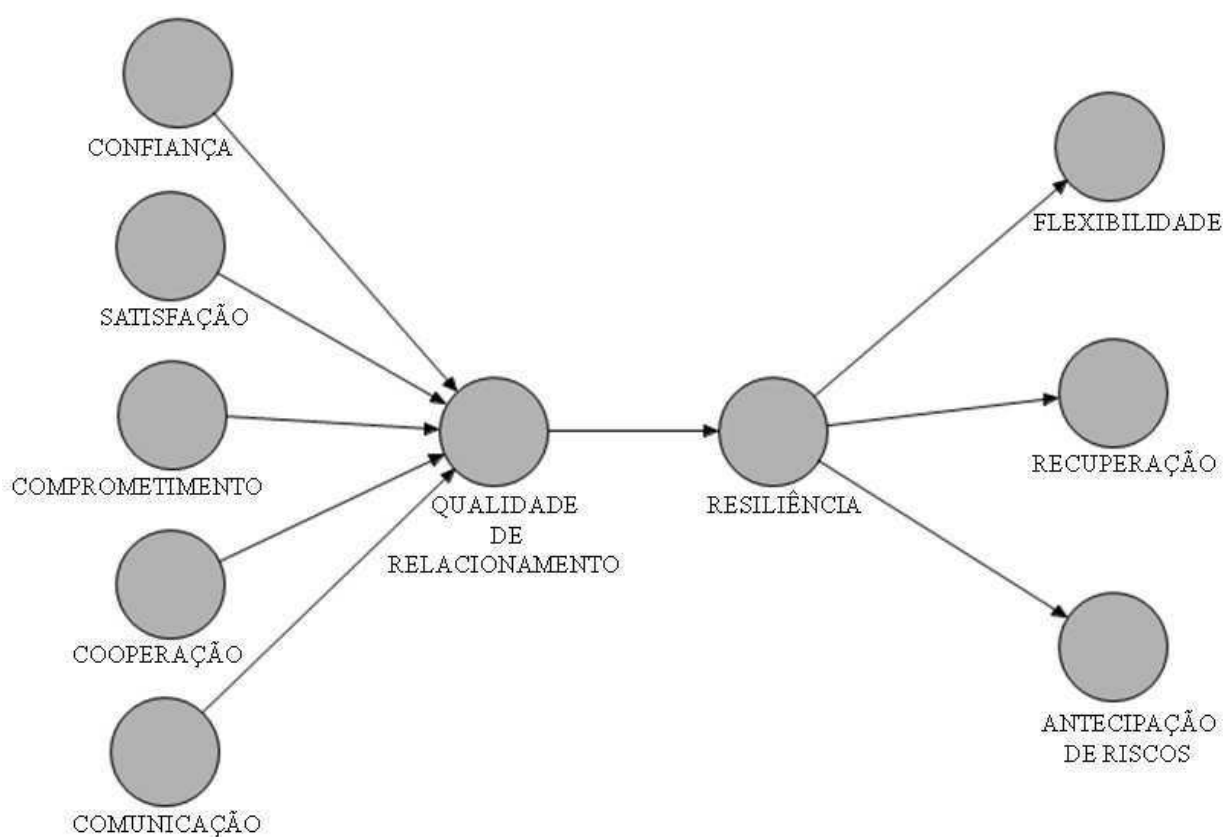 CONFIANÇA
SATISFAÇÃO
COMPROMETIMENTO
COOPERAÇÃO
COMUNICAÇÃO
QUALIDADE
DE
RELACIONAMENTO
RESILIÊNCIA
FLEXIBILIDADE
RECUPERAÇÃO
ANTECIPAÇÃO
DE RISCOS